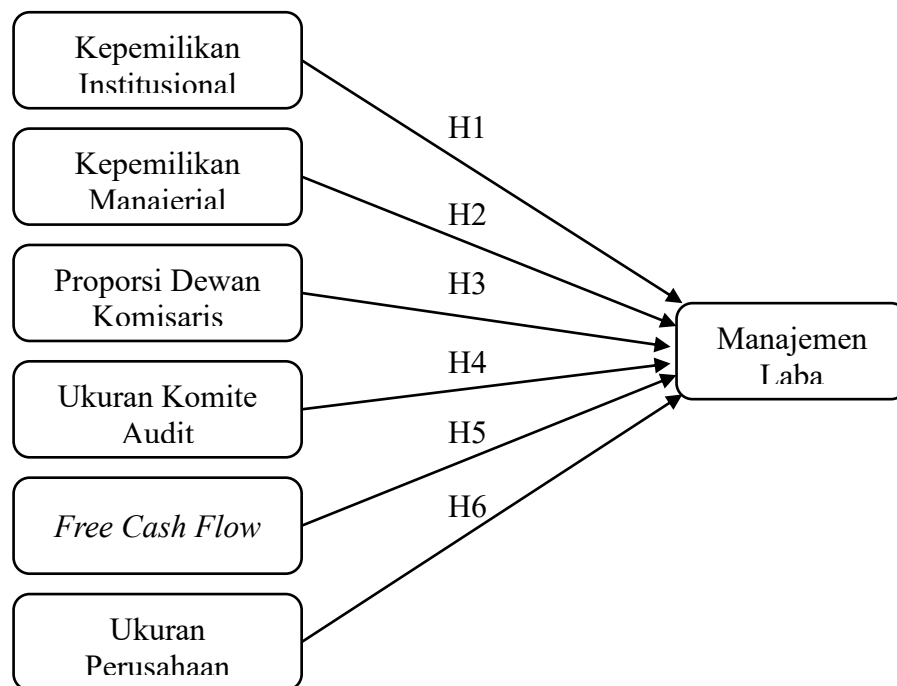 Kepemilikan
Institusional
H1
Kepemilikan
Manajerial
H2
Proporsi Dewan
Komisaris
H3
Manajemen
Laba
Ukuran Komite
Audit
H4
Free Cash Flow
H5
H6
Ukuran
Perusahaan